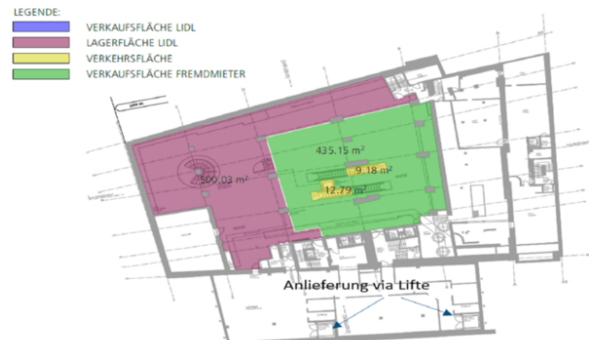 LEGENDE:
VERKAUFSFLÄCHE LIDL
LAGERFLÄCHE LIDL
VERKEHRSFLÄCHE
VERKAUFSFLÄCHE FREMDMIETER
435.15 m²
9.18 m²
500.03 m²
12.79 m²
Anlieferung via Lifte